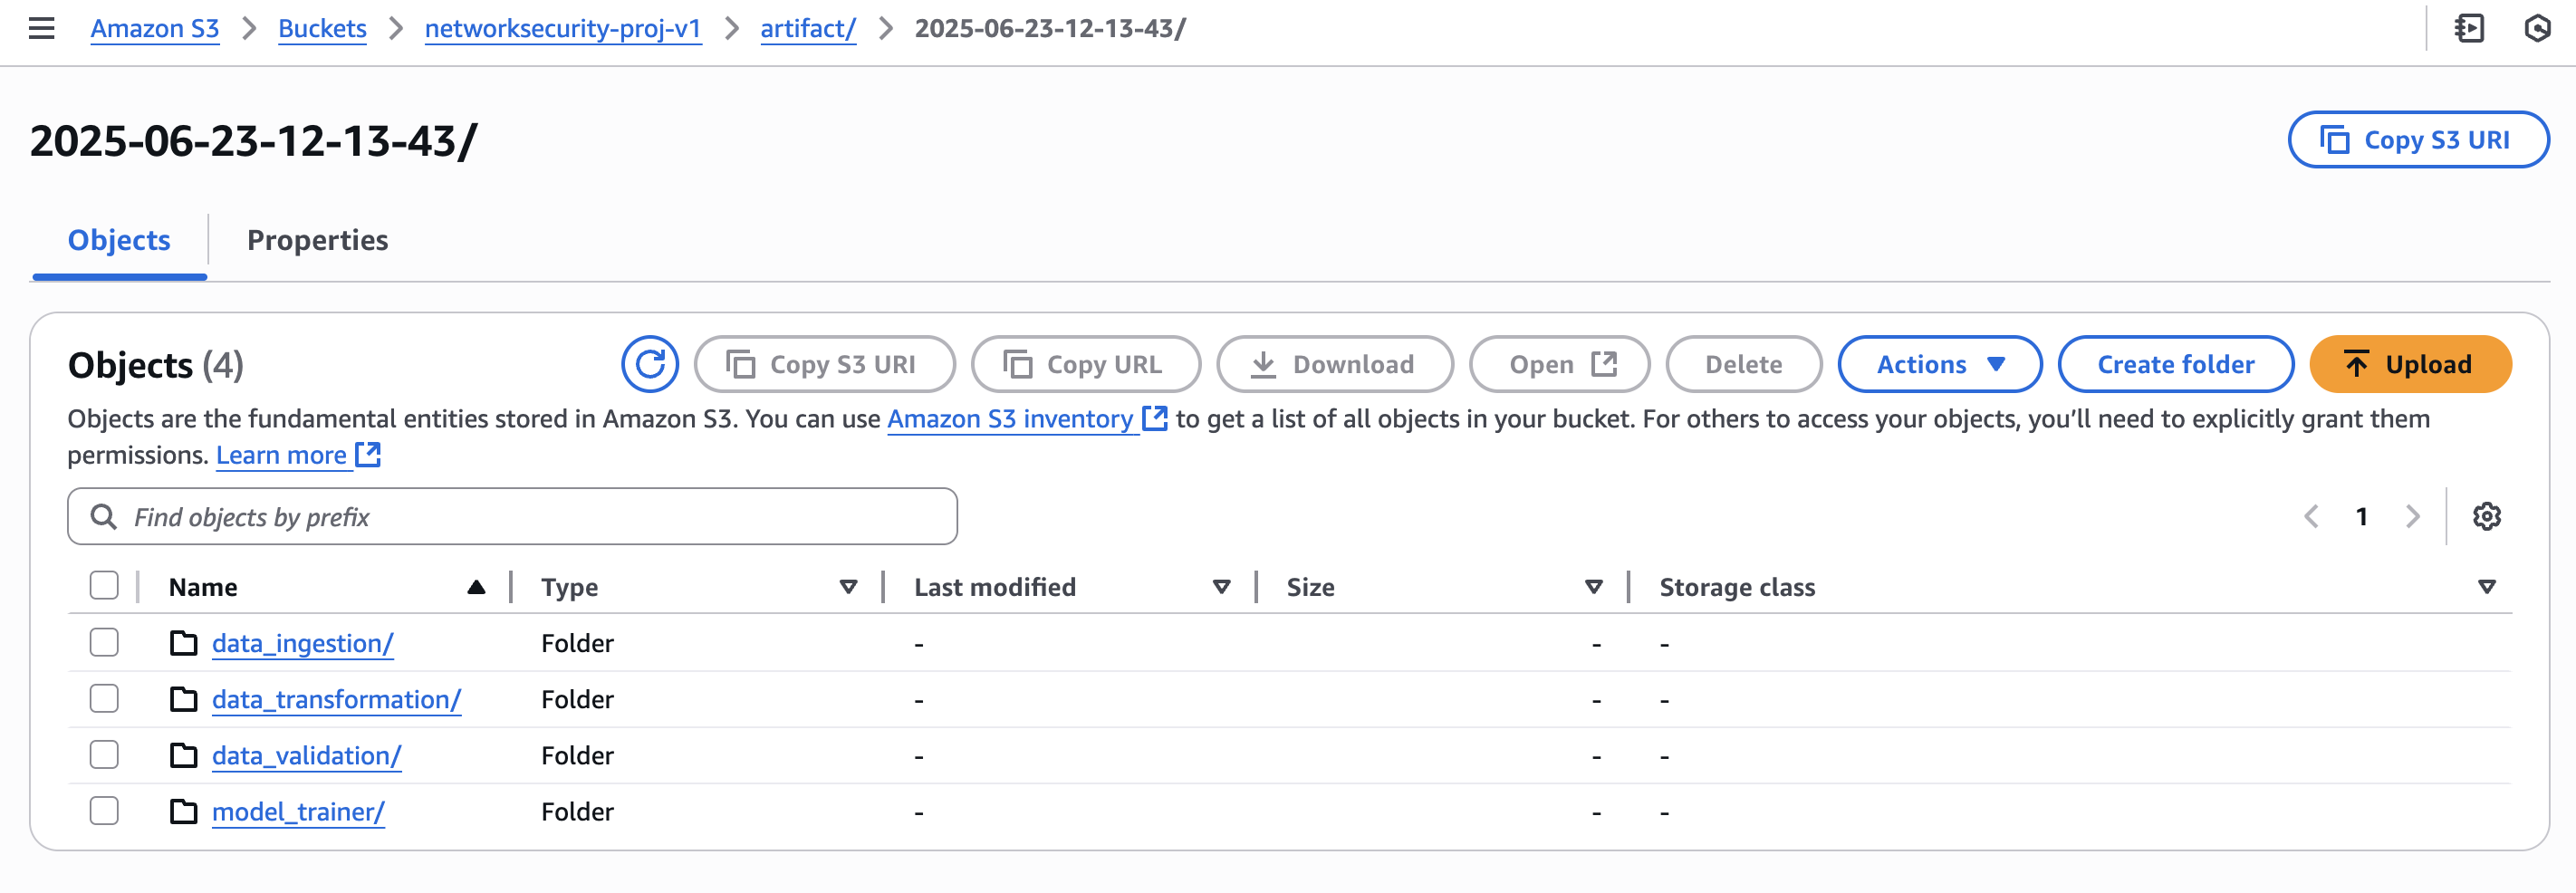 Amazon S3 > Buckets > networksecurity-proj-v1 > artifact/ > 2025-06-23-12-13-43/
2025-06-23-12-13-43/
Copy S3 URI
Objects Properties
Objects (4)
Copy S3 URI Copy URL Download Open Delete Actions Create folder Upload
Objects are the fundamental entities stored in Amazon S3. You can use Amazon S3 inventory to get a list of all objects in your bucket. For others to access your objects, you’ll need to explicitly grant them
permissions. Learn more
Find objects by prefix
1
Name Type Last modified Size Storage class
data_ingestion/ Folder - - -
data_transformation/ Folder - - -
data_validation/ Folder - - -
model_trainer/ Folder - - -